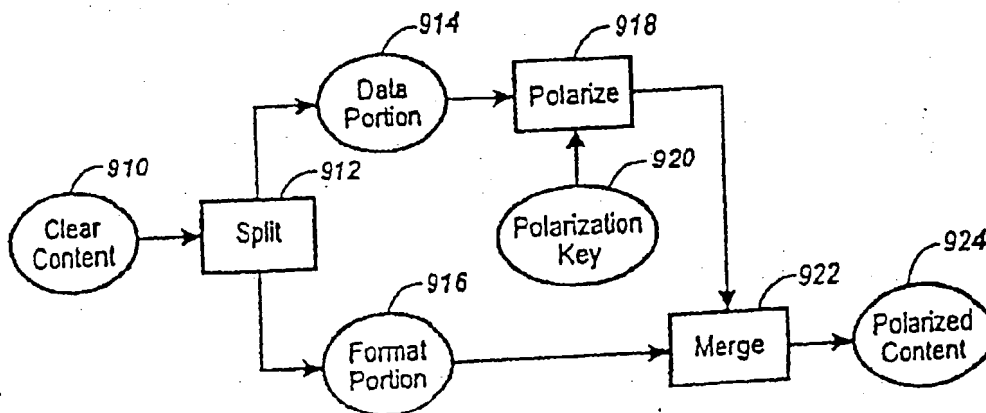 914
918
Data
Portion
Polarize
910
912
920
Clear
Content
Split
Polarization
Key
924
916
922
Format
Portion
Merge
Polarized
Content